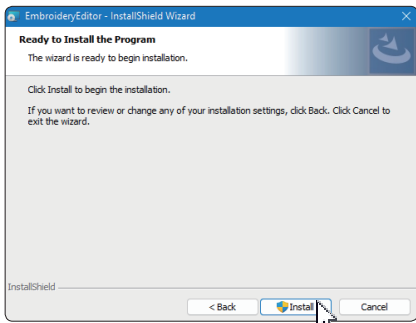 EmbroideryEditor - InstallShield Wizard
Ready to Install the Program
The wizard is ready to begin installation.
Click Install to begin the installation.
If you want to review or change any of your installation settings, click Back. Click Cancel to
exit the wizard.
InstallShield
< Back Install Cancel